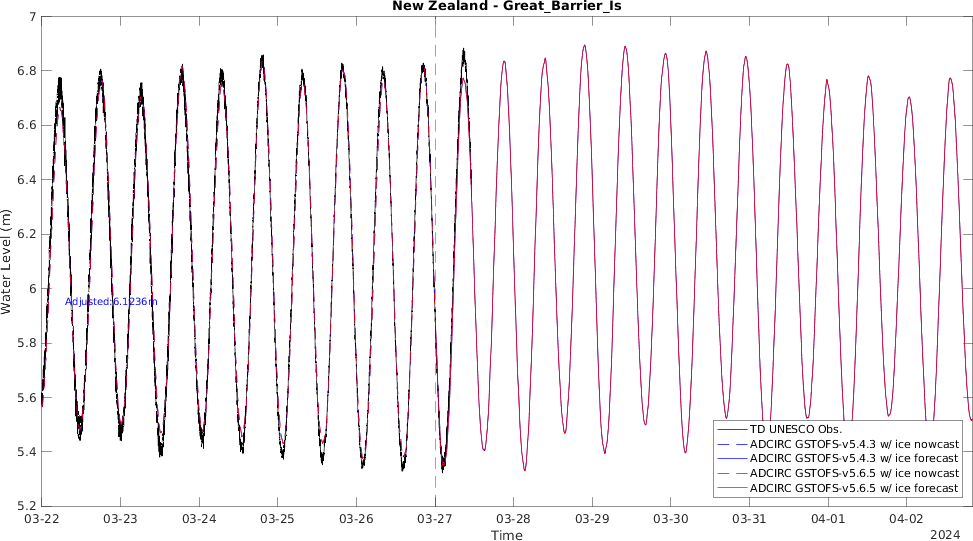 New Zealand - Great_Barrier_Is
7
6.8
6.6
6.4
6.2
6
5.8
5.6
5.4
5.2
Water Level (m)
Adjusted:6.1236m
TD UNESCO Obs.
ADCIRC GSTOFS-v5.4.3 w/ ice nowcast
ADCIRC GSTOFS-v5.4.3 w/ ice forecast
ADCIRC GSTOFS-v5.6.5 w/ ice nowcast
ADCIRC GSTOFS-v5.6.5 w/ ice forecast
03-22 03-23 03-24 03-25 03-26 03-27 03-28 03-29 03-30 03-31 04-01 04-02
Time
2024